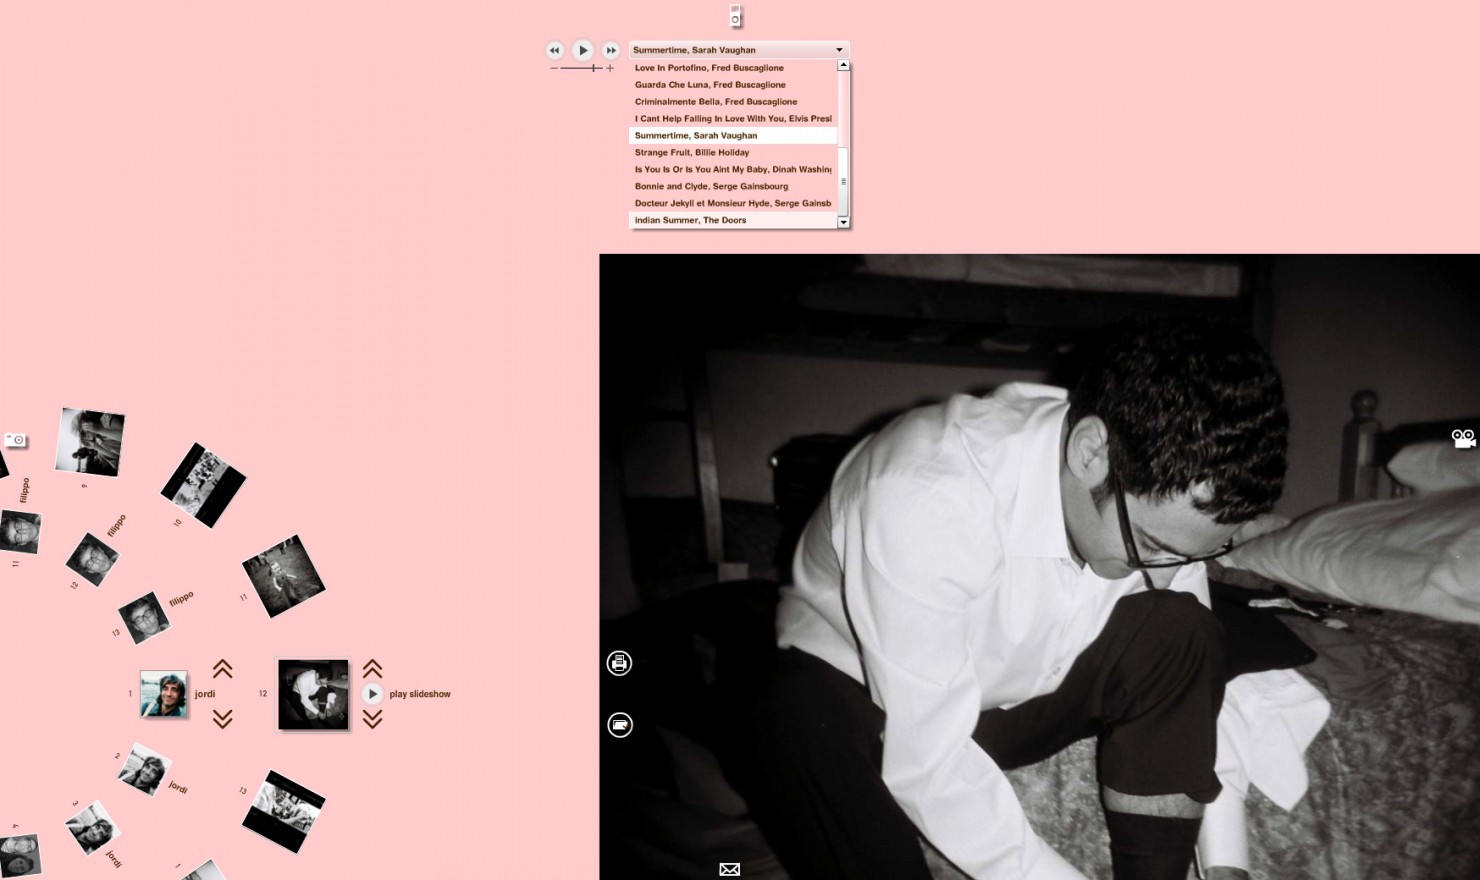 Summertime, Sarah Vaughan
Love In Portofino, Fred Buscaglione
Guarda Che Luna, Fred Buscaglione
Criminalmente Bella, Fred Buscaglione
I Cant Help Falling In Love With You, Elvis Presl
Summertime, Sarah Vaughan
Strange Fruit, Billie Holiday
Is You Is Or Is You Aint My Baby, Dinah Washing
Bonnie and Clyde, Serge Gainsbourg
Docteur Jekyll et Monsieur Hyde, Serge Gainsb
indian Summer, The Doors
filippo
9
10
filippo
11
12
11
filippo
13
1
jordi
12
play slideshow
2
jordi
13
3
jordi